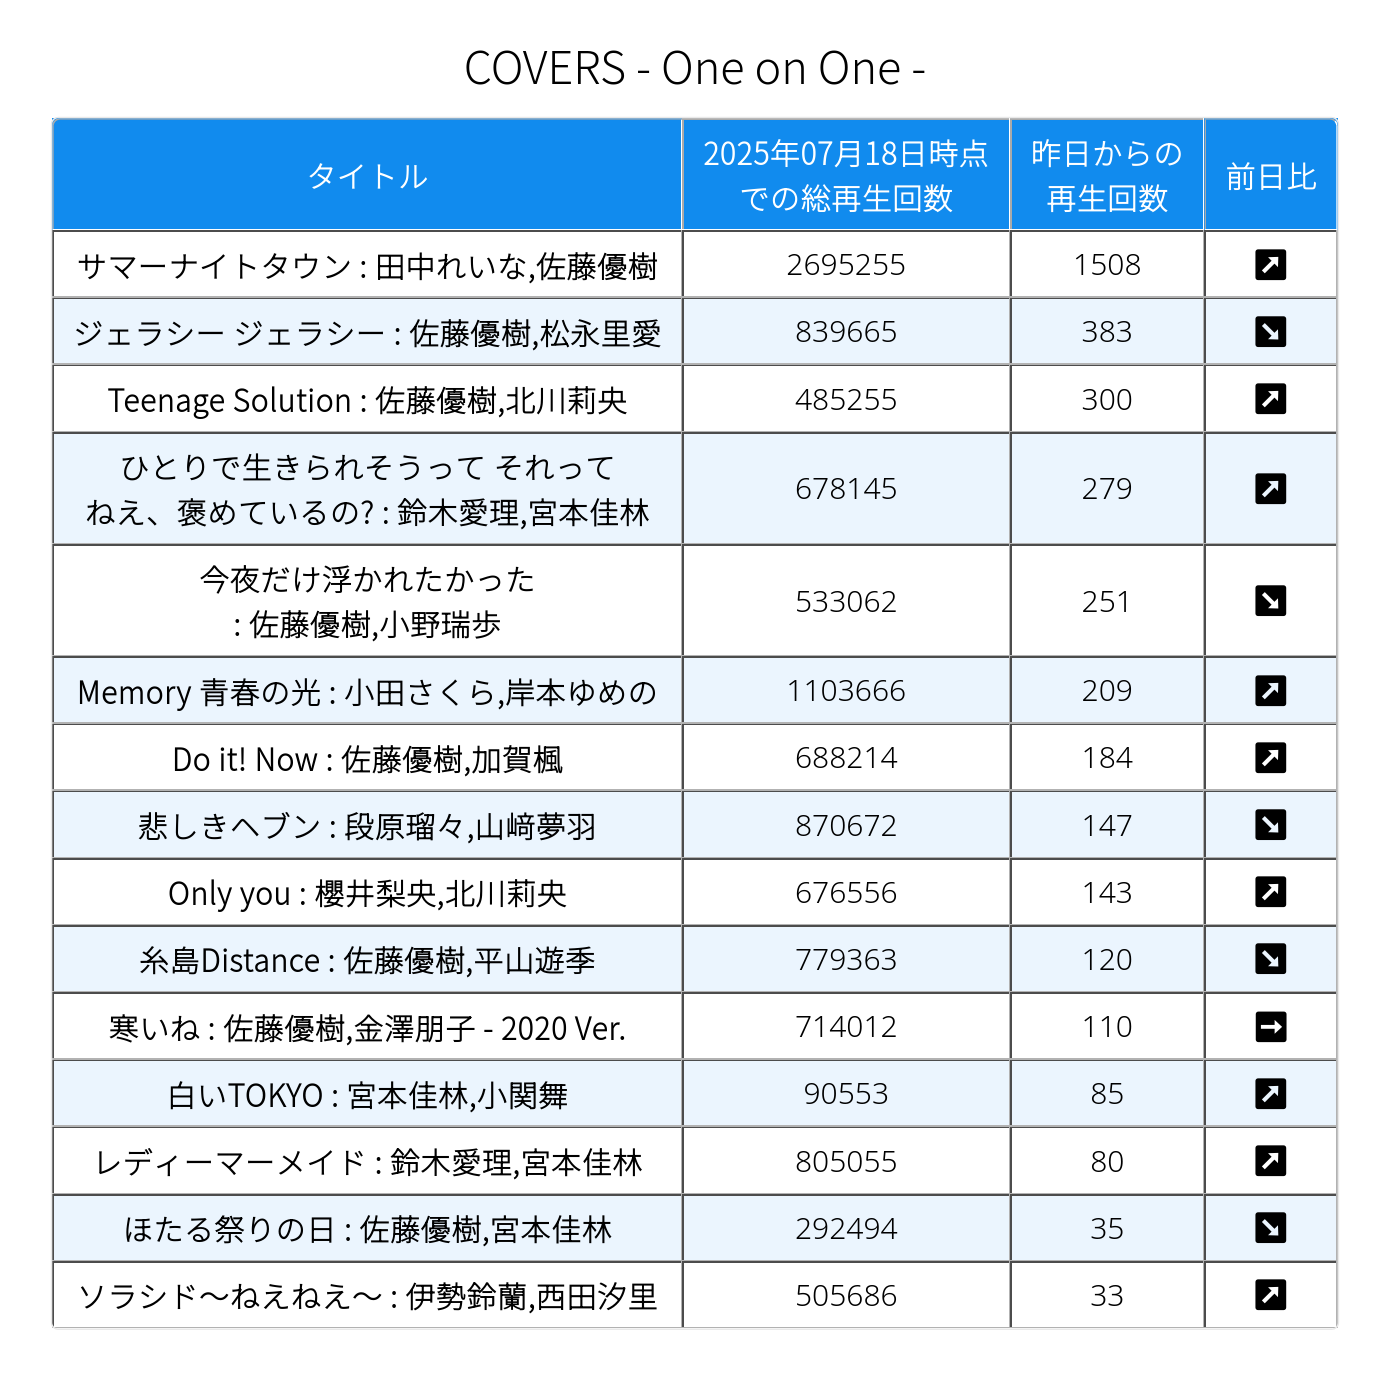 COVERS - One on One -
タイトル
2025年07月18日時点
での総再生回数
昨日からの
再生回数
前日比
サマーナイトタウン : 田中れいな,佐藤優樹
2695255
1508
ジェラシー ジェラシー : 佐藤優樹,松永里愛
839665
383
Teenage Solution : 佐藤優樹,北川莉央
485255
300
ひとりで生きられそうって それって
ねえ、褒めているの? : 鈴木愛理,宮本佳林
678145
279
今夜だけ浮かれたかった
: 佐藤優樹,小野瑞歩
533062
251
Memory 青春の光 : 小田さくら,岸本ゆめの
1103666
209
Do it! Now : 佐藤優樹,加賀楓
688214
184
悲しきヘブン : 段原瑠々,山﨑夢羽
870672
147
Only you : 櫻井梨央,北川莉央
676556
143
糸島Distance : 佐藤優樹,平山遊季
779363
120
寒いね : 佐藤優樹,金澤朋子 - 2020 Ver.
714012
110
白いTOKYO : 宮本佳林,小関舞
90553
85
レディーマーメイド : 鈴木愛理,宮本佳林
805055
80
ほたる祭りの日 : 佐藤優樹,宮本佳林
292494
35
ソラシド〜ねえねえ〜 : 伊勢鈴蘭,西田汐里
505686
33